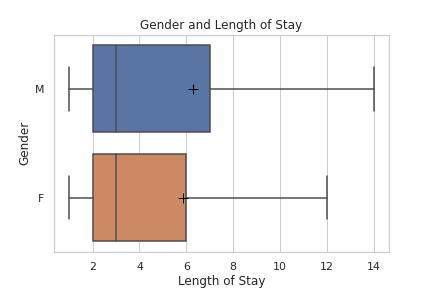 Gender and Length of Stay
M
F
Gender
2 4 6 8 10 12 14
Length of Stay